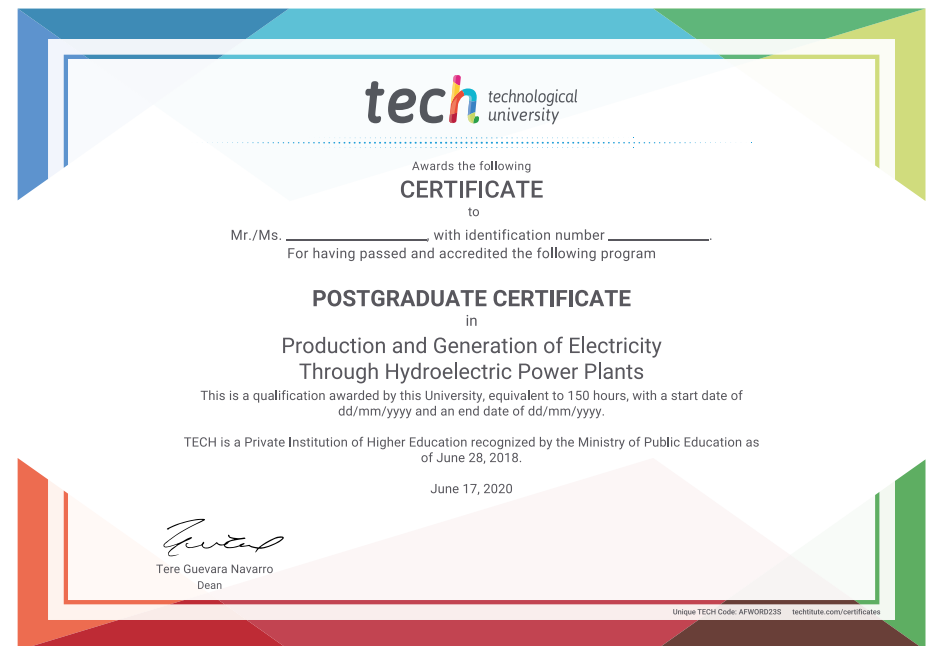 tech technological
university
Awards the following
CERTIFICATE
to
Mr./Ms. ____________, with identification number ____________.
For having passed and accredited the following program
POSTGRADUATE CERTIFICATE
in
Production and Generation of Electricity
Through Hydroelectric Power Plants
This is a qualification awarded by this University, equivalent to 150 hours, with a start date of
dd/mm/yyyy and an end date of dd/mm/yyyy.
TECH is a Private Institution of Higher Education recognized by the Ministry of Public Education as
of June 28, 2018.
June 17, 2020
Tere Guevara Navarro
Dean
Unique TECH Code: AFWORD23S techtitute.com/certificates